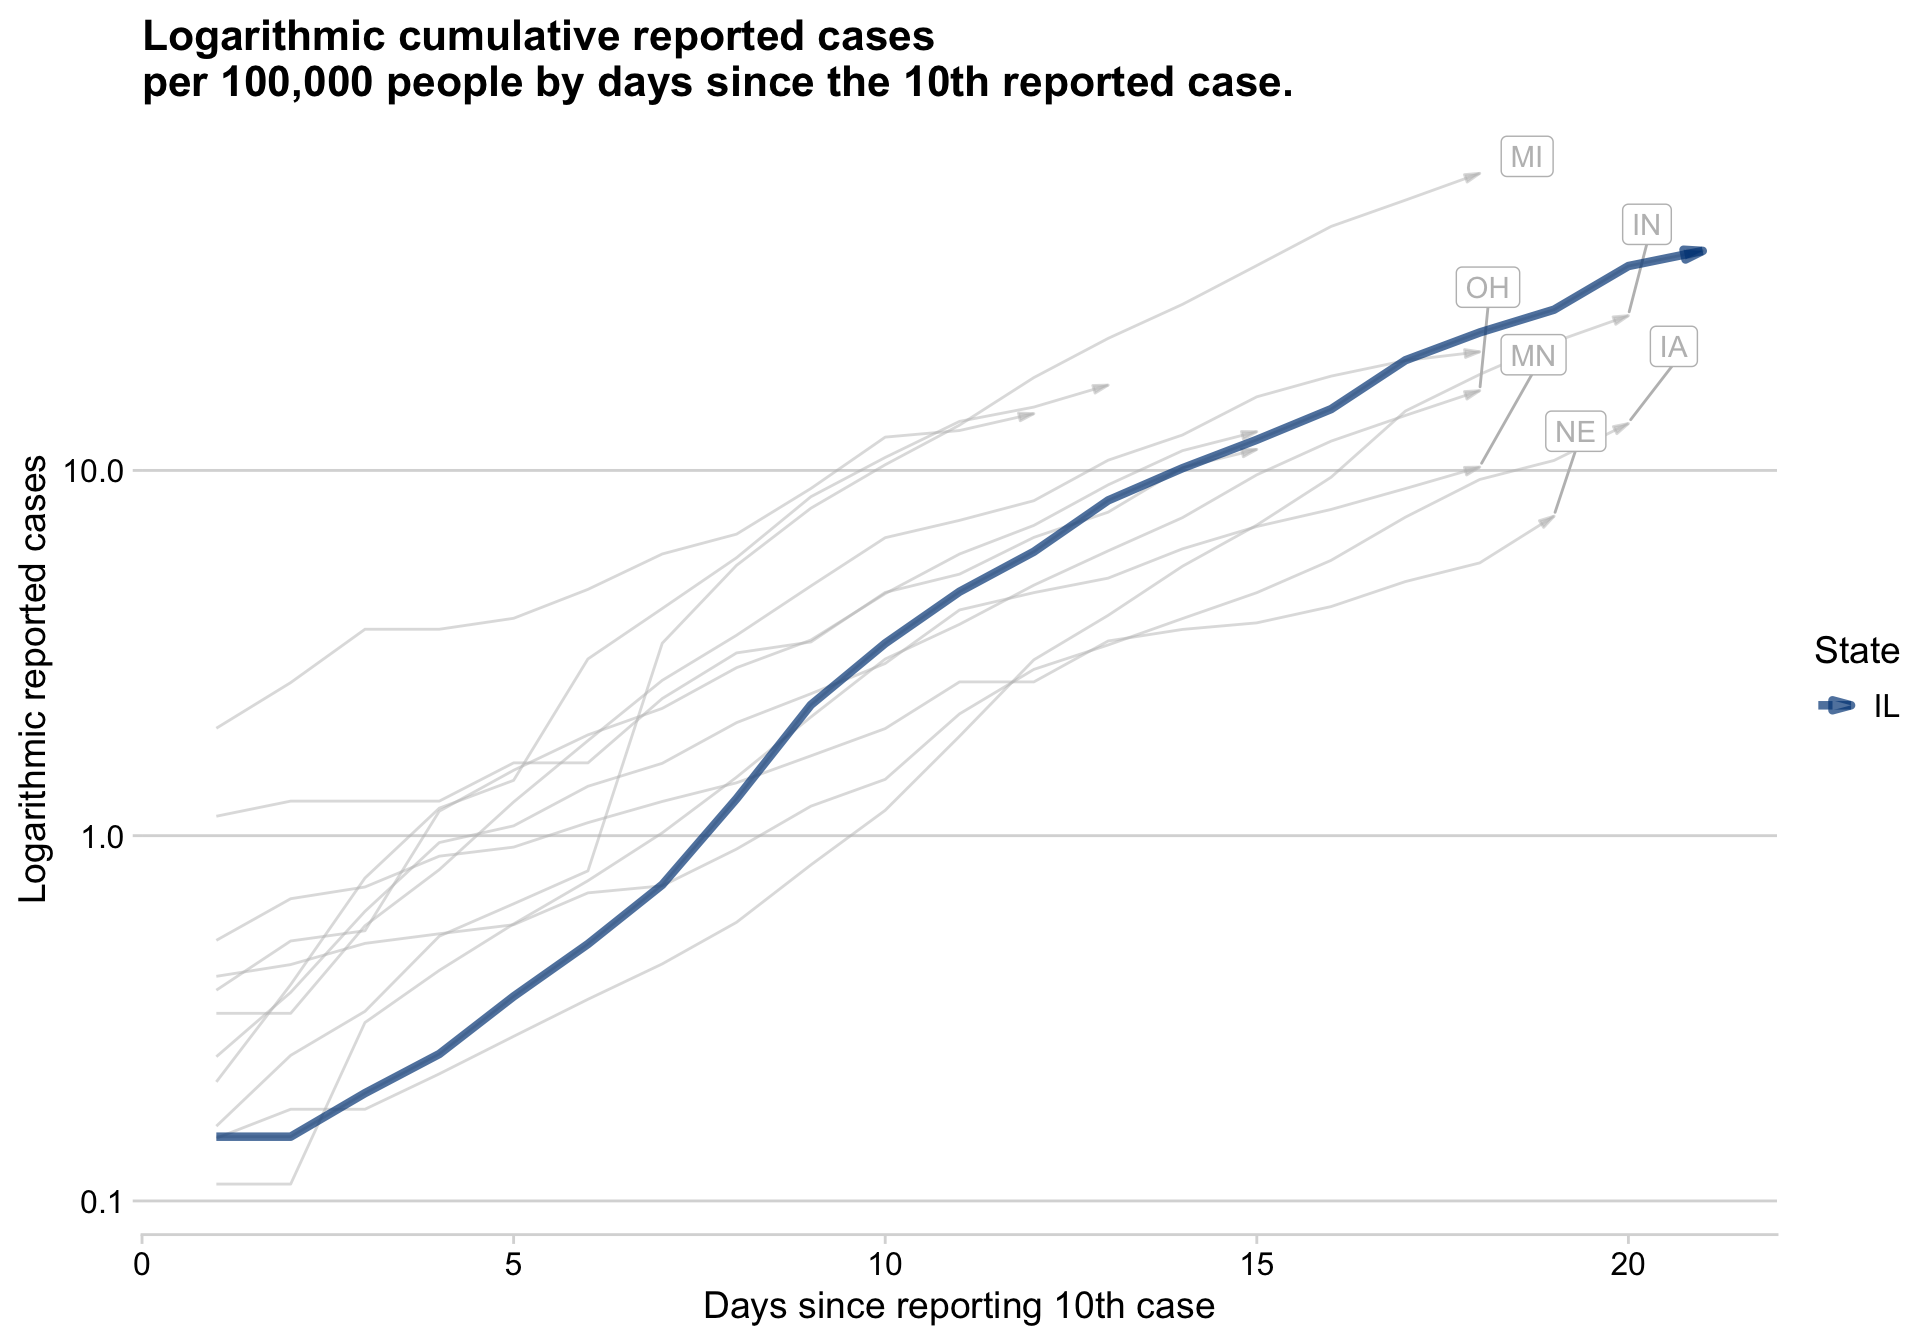 Logarithmic cumulative reported cases
per 100,000 people by days since the 10th reported case.
MI
IN
OH
IA
MN
NE
Logarithmic reported cases
10.0
1.0
0.1
State
IL
0
5
10
15
20
Days since reporting 10th case